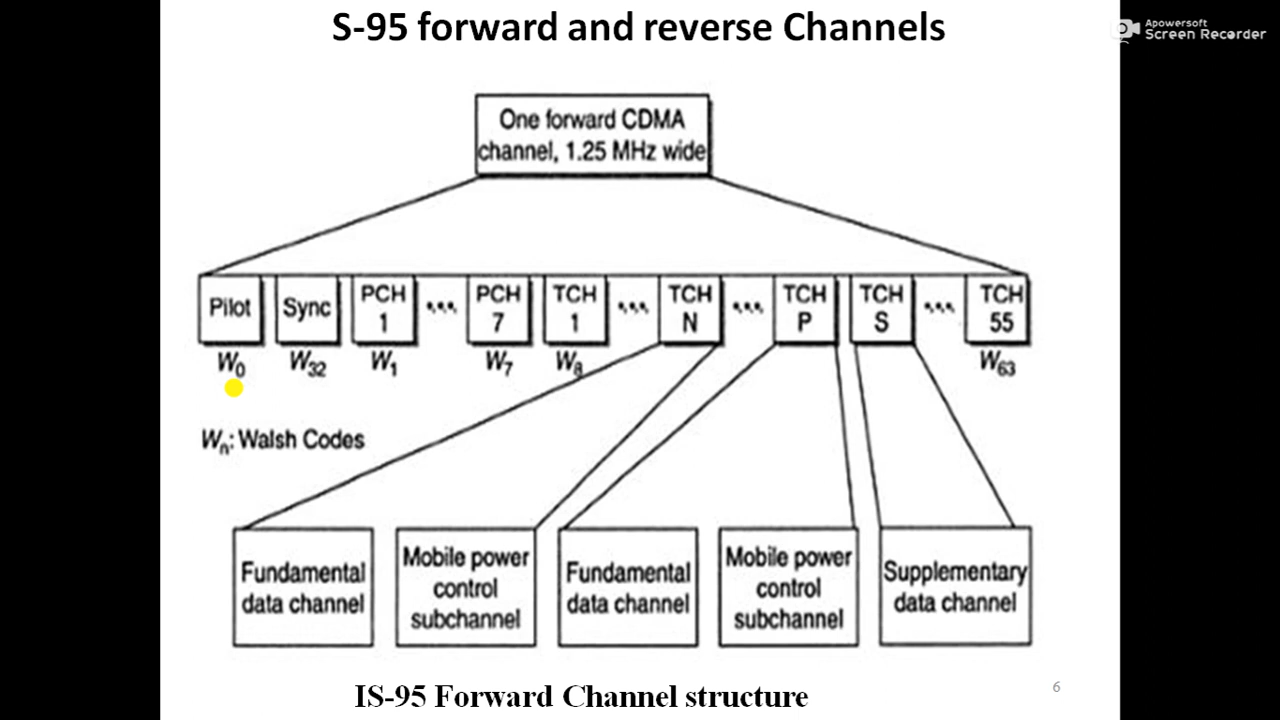 S-95 forward and reverse Channels
Apowersoft
Screen Recorder
One forward CDMA
channel, 1.25 MHz wide
Pilot
Sync
PCH
1
PCH
7
TCH
1
TCH
N
TCH
P
TCH
S
TCH
55
W0
W32
W1
W7
W8
W63
Wn: Walsh Codes
Fundamental
data channel
Mobile power
control
subchannel
Fundamental
data channel
Mobile power
control
subchannel
Supplementary
data channel
IS-95 Forward Channel structure
6